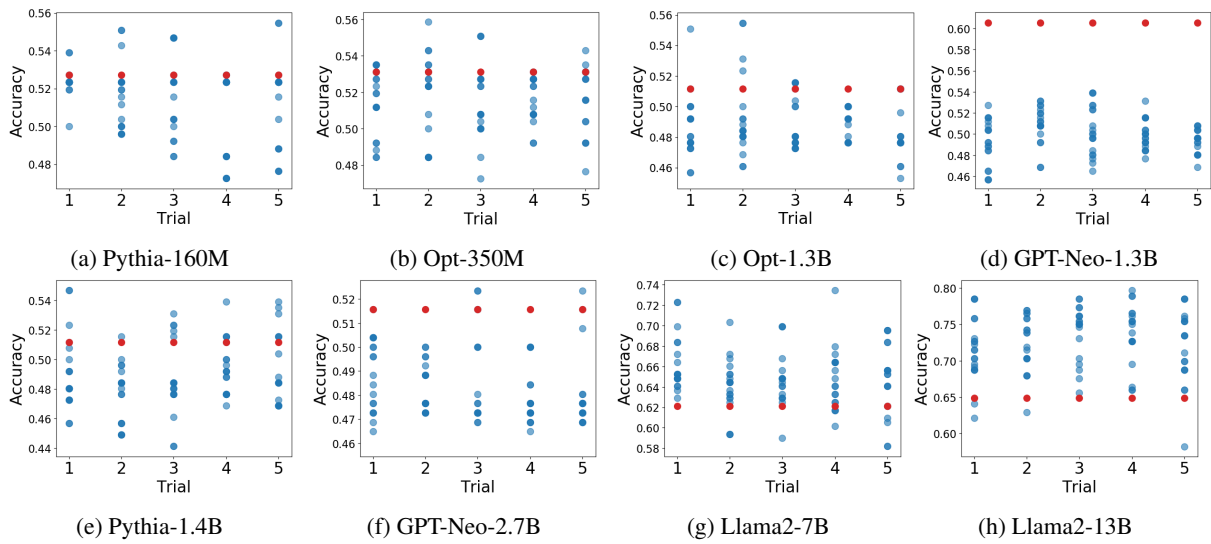 Accuracy
0.56
0.54
0.52
0.50
0.48
1 2 3 4 5
Trial
(a) Pythia-160M
Accuracy
0.56
0.54
0.52
0.50
0.48
1 2 3 4 5
Trial
(b) Opt-350M
Accuracy
0.56
0.54
0.52
0.50
0.48
0.46
1 2 3 4 5
Trial
(c) Opt-1.3B
Accuracy
0.60
0.58
0.56
0.54
0.52
0.50
0.48
0.46
1 2 3 4 5
Trial
(d) GPT-Neo-1.3B
Accuracy
0.54
0.52
0.50
0.48
0.46
0.44
1 2 3 4 5
Trial
(e) Pythia-1.4B
Accuracy
0.52
0.51
0.50
0.49
0.48
0.47
0.46
1 2 3 4 5
Trial
(f) GPT-Neo-2.7B
Accuracy
0.74
0.72
0.70
0.68
0.66
0.64
0.62
0.60
0.58
1 2 3 4 5
Trial
(g) Llama2-7B
Accuracy
0.80
0.75
0.70
0.65
0.60
1 2 3 4 5
Trial
(h) Llama2-13B